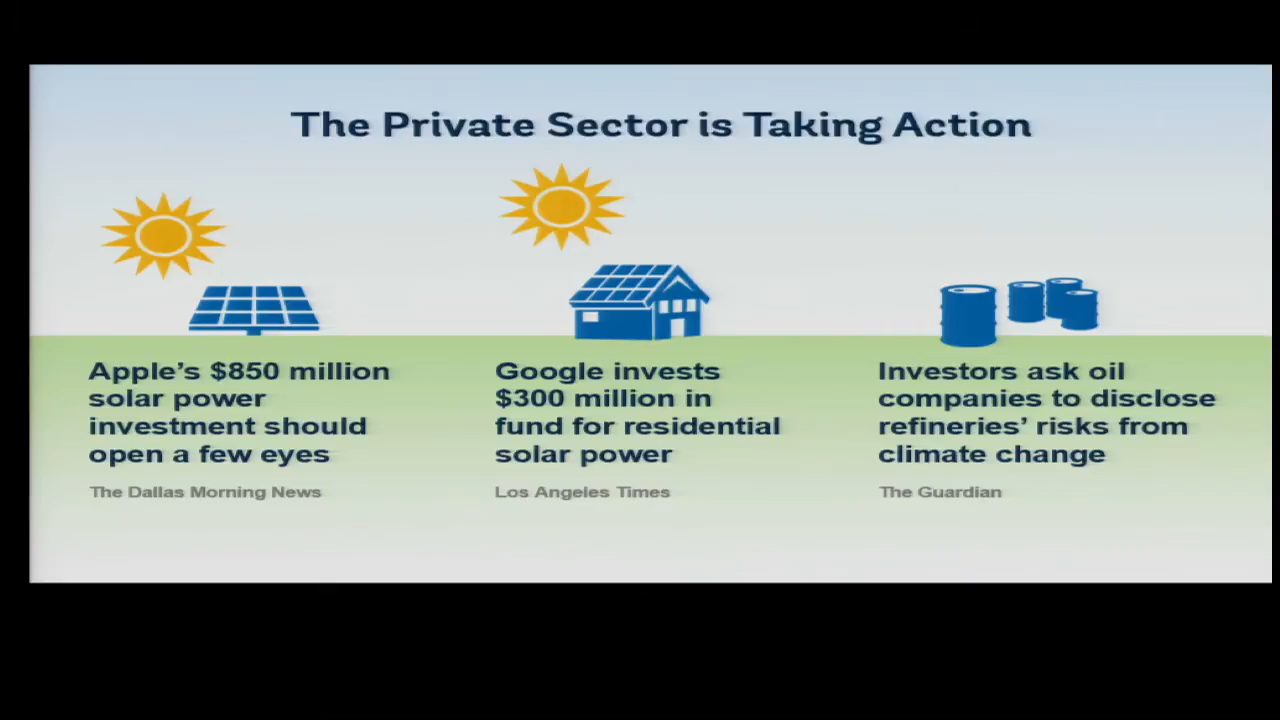 The Private Sector is Taking Action
Apple’s $850 million
solar power
investment should
open a few eyes
The Dallas Morning News
Google invests
$300 million in
fund for residential
solar power
Los Angeles Times
Investors ask oil
companies to disclose
refineries’ risks from
climate change
The Guardian